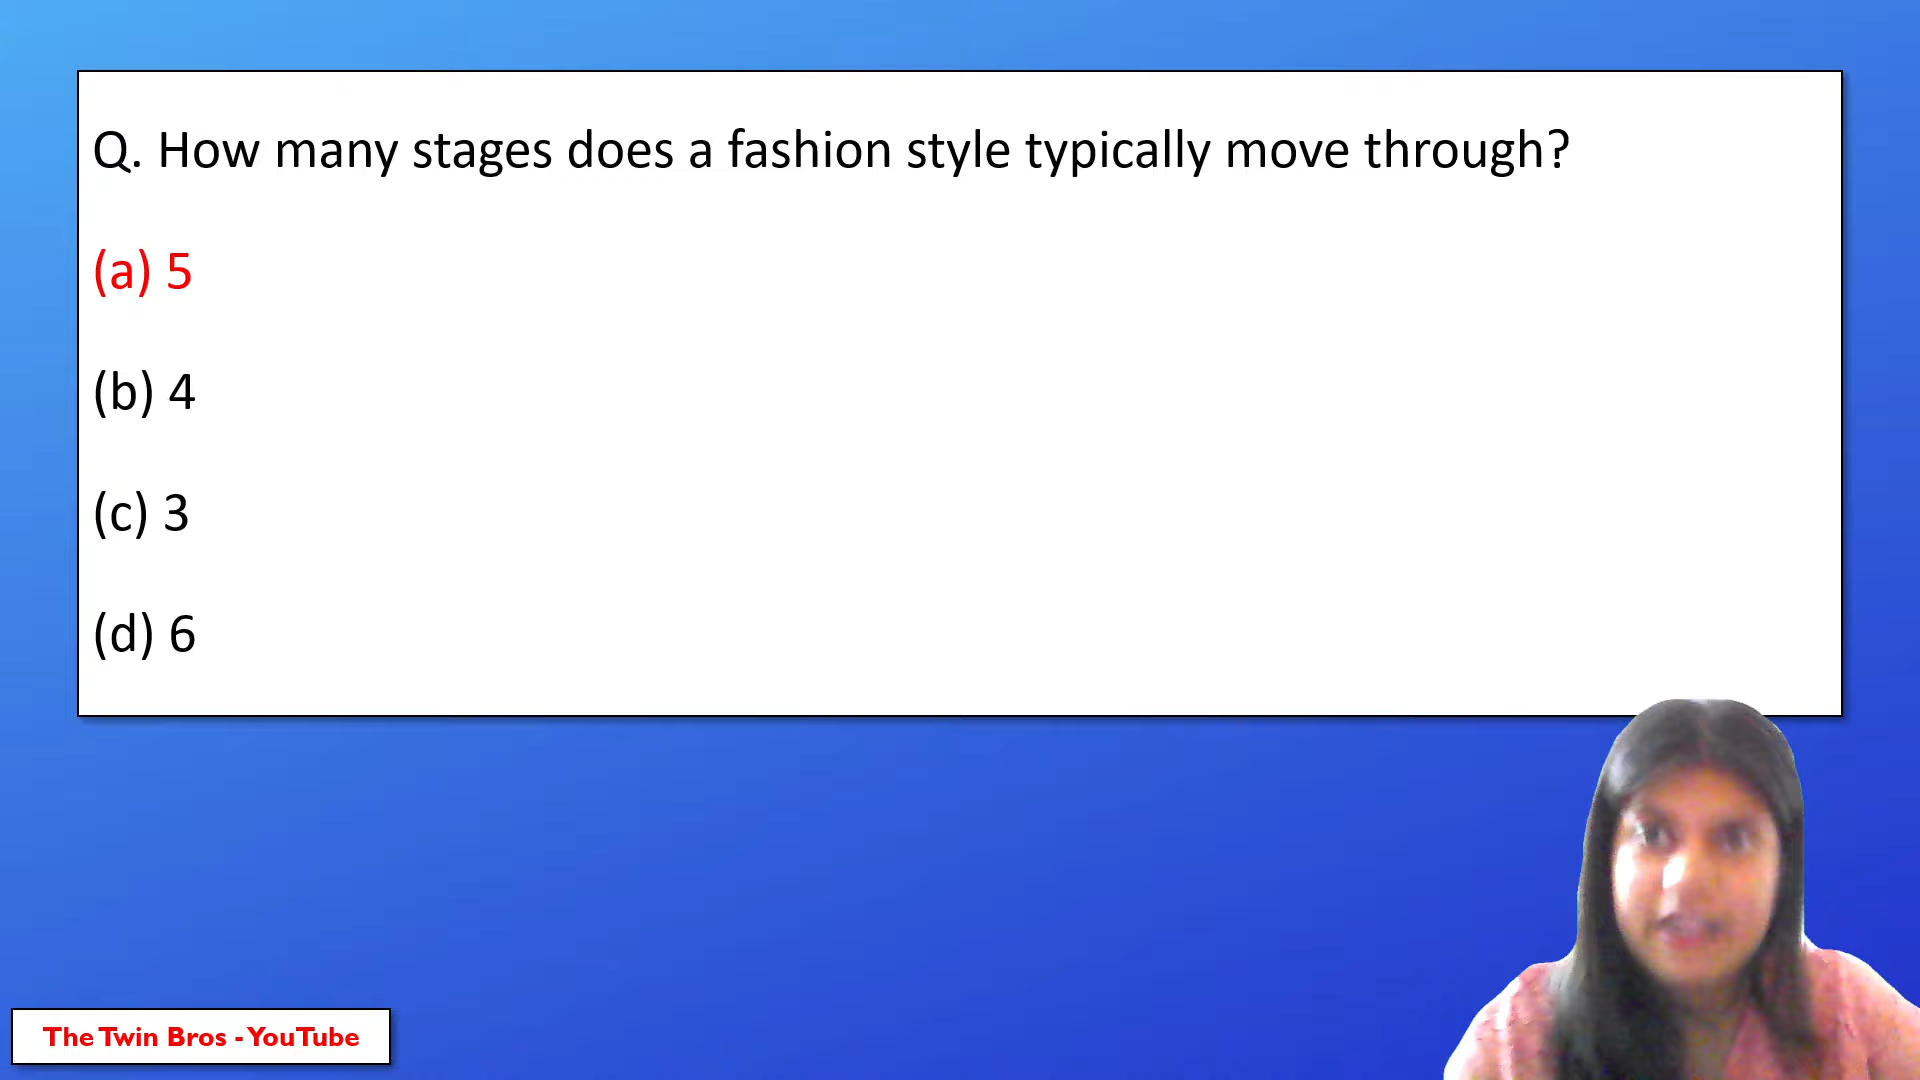 Q. How many stages does a fashion style typically move through?
(a) 5
(b) 4
(c) 3
(d) 6
The Twin Bros - YouTube